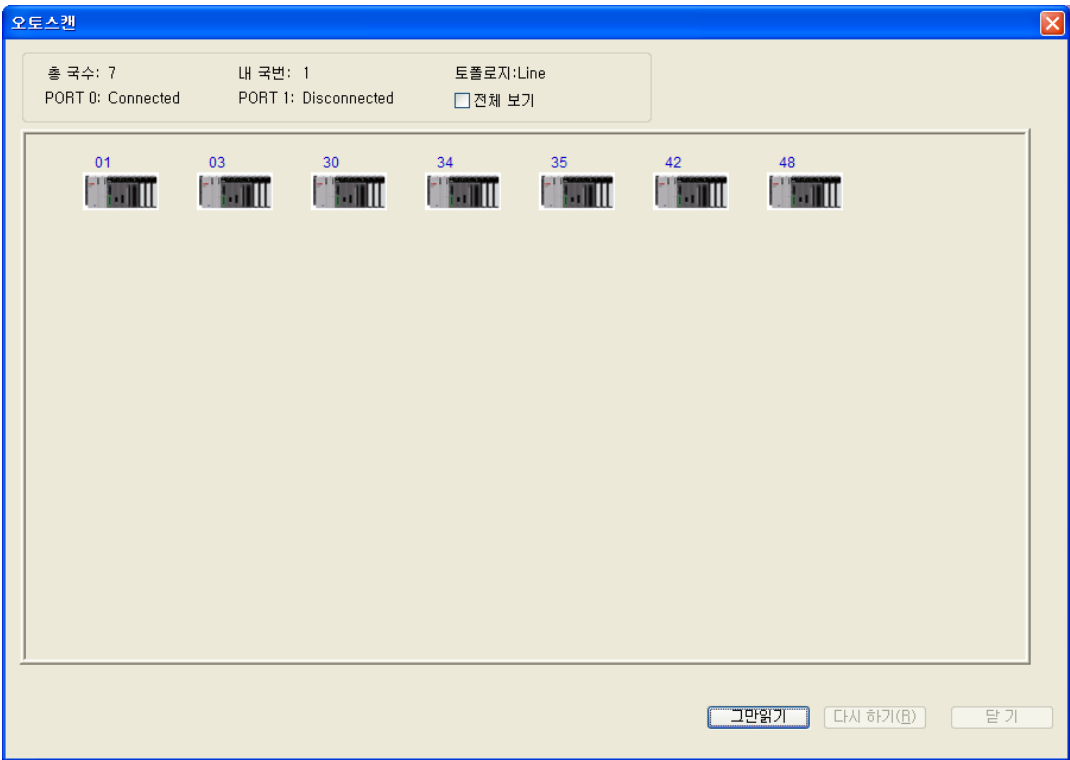 오토스캔
총 국수: 7 내 국번: 1 토폴로지:Line
PORT 0: Connected PORT 1: Disconnected 전체 보기
01 03 30 34 35 42 48
그만읽기 다시 하기(R) 닫 기